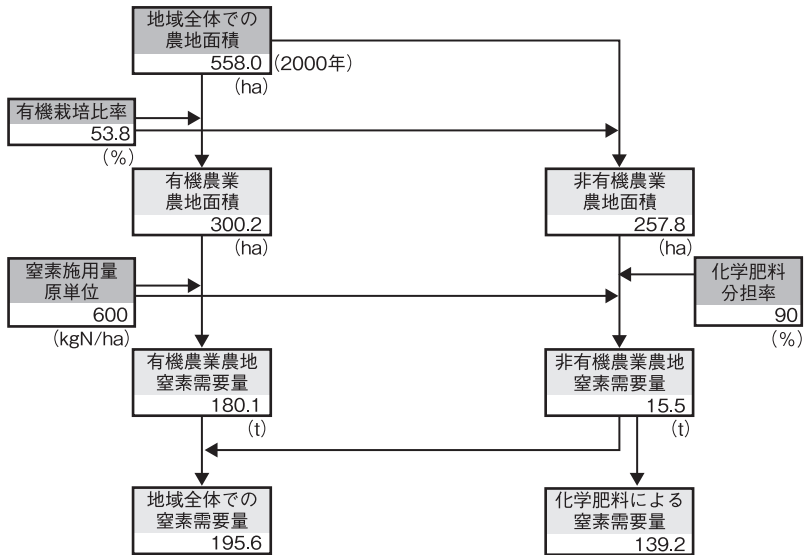 地域全体での
農地面積
558.0 (2000年)
(ha)
有機栽培比率
53.8
(%)
有機農業
農地面積
300.2
(ha)
非有機農業
農地面積
257.8
(ha)
窒素施用量
原単位
600
(kgN/ha)
化学肥料
分担率
90
(%)
有機農業農地
窒素需要量
180.1
(t)
非有機農業農地
窒素需要量
15.5
(t)
地域全体での
窒素需要量
195.6
化学肥料による
窒素需要量
139.2